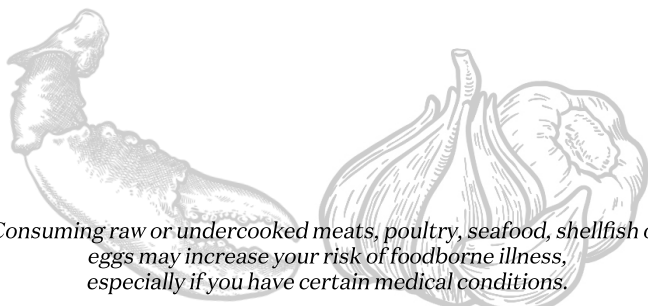 Consuming raw or undercooked meats, poultry, seafood, shellfish
eggs may increase your risk of foodborne illness,
especially if you have certain medical conditions.